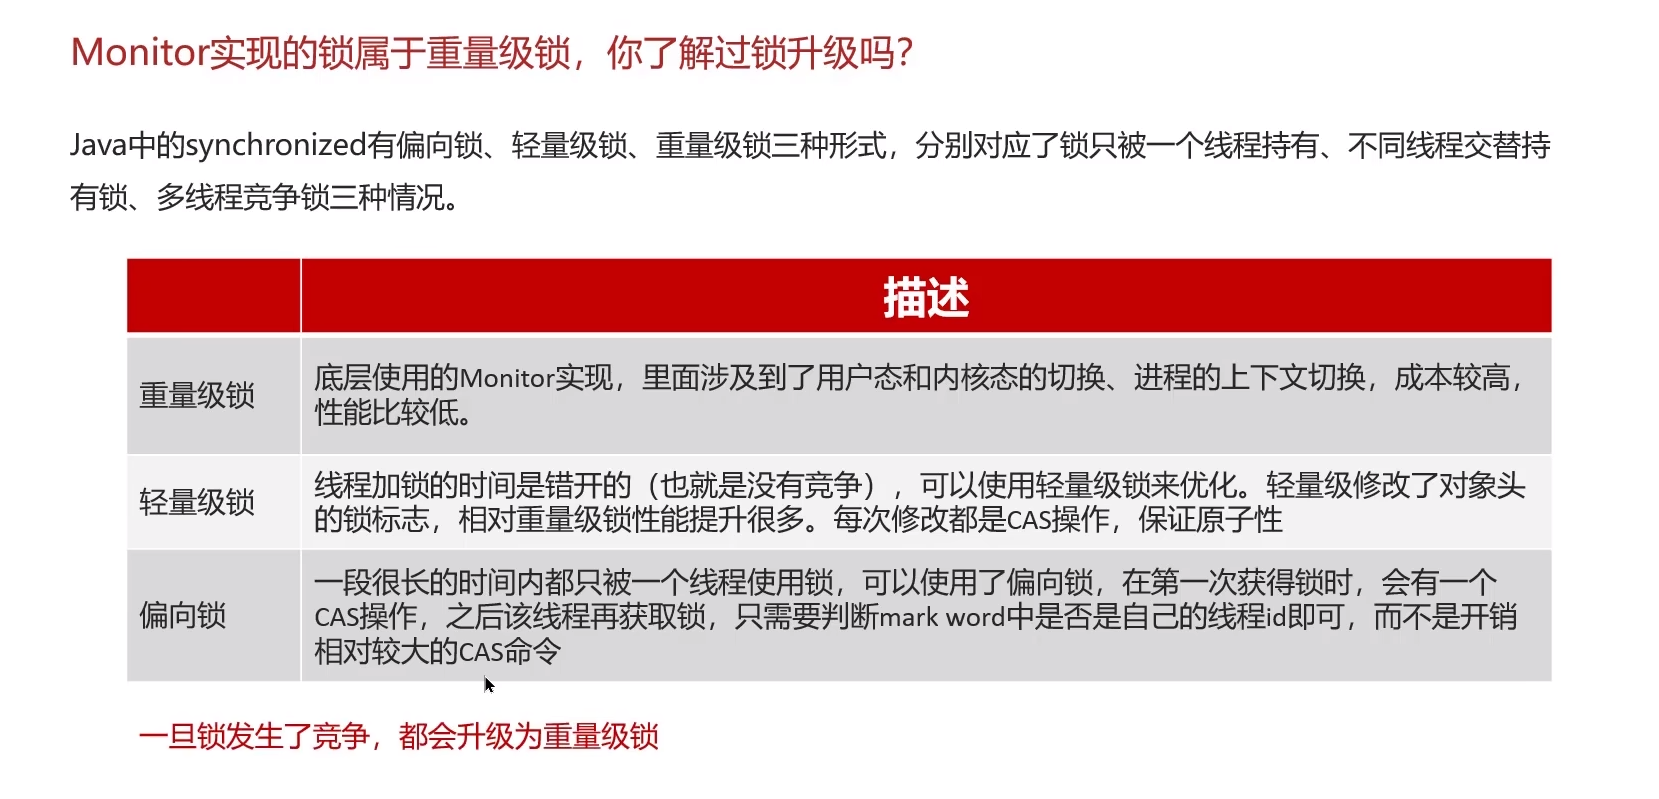 Monitor实现的锁属于重量级锁，你了解过锁升级吗？
Java中的synchronized有偏向锁、轻量级锁、重量级锁三种形式，分别对应了锁只被一个线程持有、不同线程交替持
有锁、多线程竞争锁三种情况。
描述
重量级锁
底层使用的Monitor实现，里面涉及到了用户态和内核态的切换、进程的上下文切换，成本较高，
性能比较低。
轻量级锁
线程加锁的时间是错开的（也就是没有竞争），可以使用轻量级锁来优化。轻量级修改了对象头
的锁标志，相对重量级锁性能提升很多。每次修改都是CAS操作，保证原子性
偏向锁
一段很长的时间内都只被一个线程使用锁，可以使用了偏向锁，在第一次获得锁时，会有一个
CAS操作，之后该线程再获取锁，只需要判断mark word中是否是自己的线程id即可，而不是开销
相对较大的CAS命令
一旦锁发生了竞争，都会升级为重量级锁